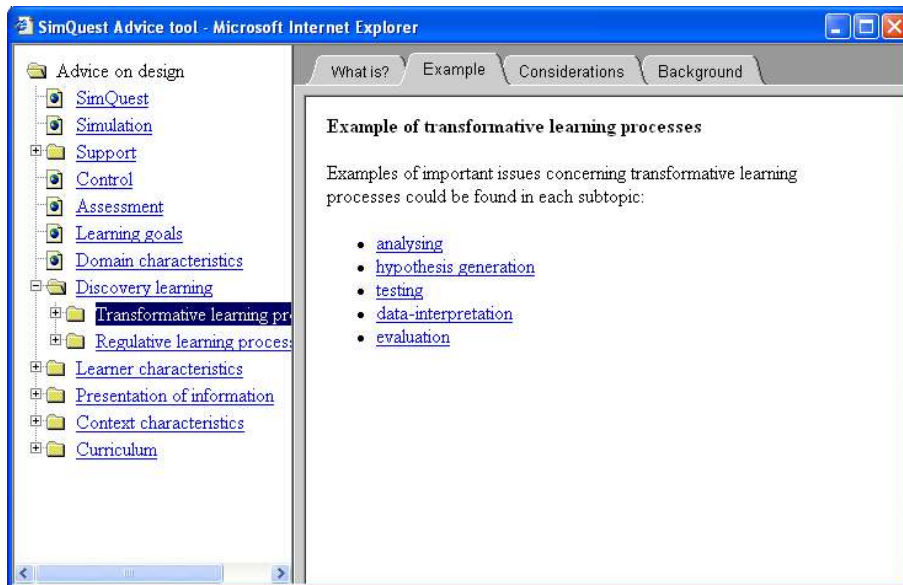 SimQuest Advice tool - Microsoft Internet Explorer
Advice on design
SimQuest
Simulation
Support
Control
Assessment
Learning goals
Domain characteristics
Discovery learning
Transformative learning pr
Regulative learning process
Learner characteristics
Presentation of information
Context characteristics
Curriculum
What is? Example Considerations Background
Example of transformative learning processes
Examples of important issues concerning transformative learning
processes could be found in each subtopic:
• analysing
• hypothesis generation
• testing
• data-interpretation
• evaluation